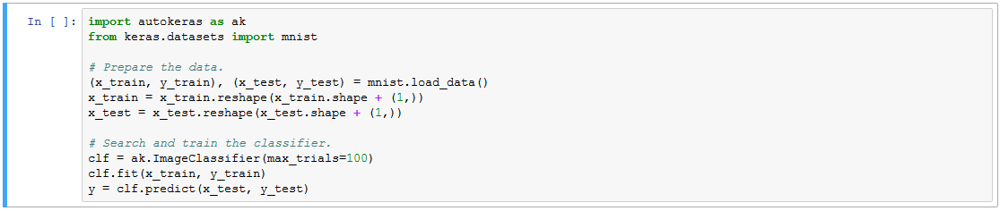 In [ ]: import autokeras as ak
from keras.datasets import mnist
# Prepare the data.
(x_train, y_train), (x_test, y_test) = mnist.load_data()
x_train = x_train.reshape(x_train.shape + (1,))
x_test = x_test.reshape(x_test.shape + (1,))
# Search and train the classifier.
clf = ak.ImageClassifier(max_trials=100)
clf.fit(x_train, y_train)
y = clf.predict(x_test, y_test)